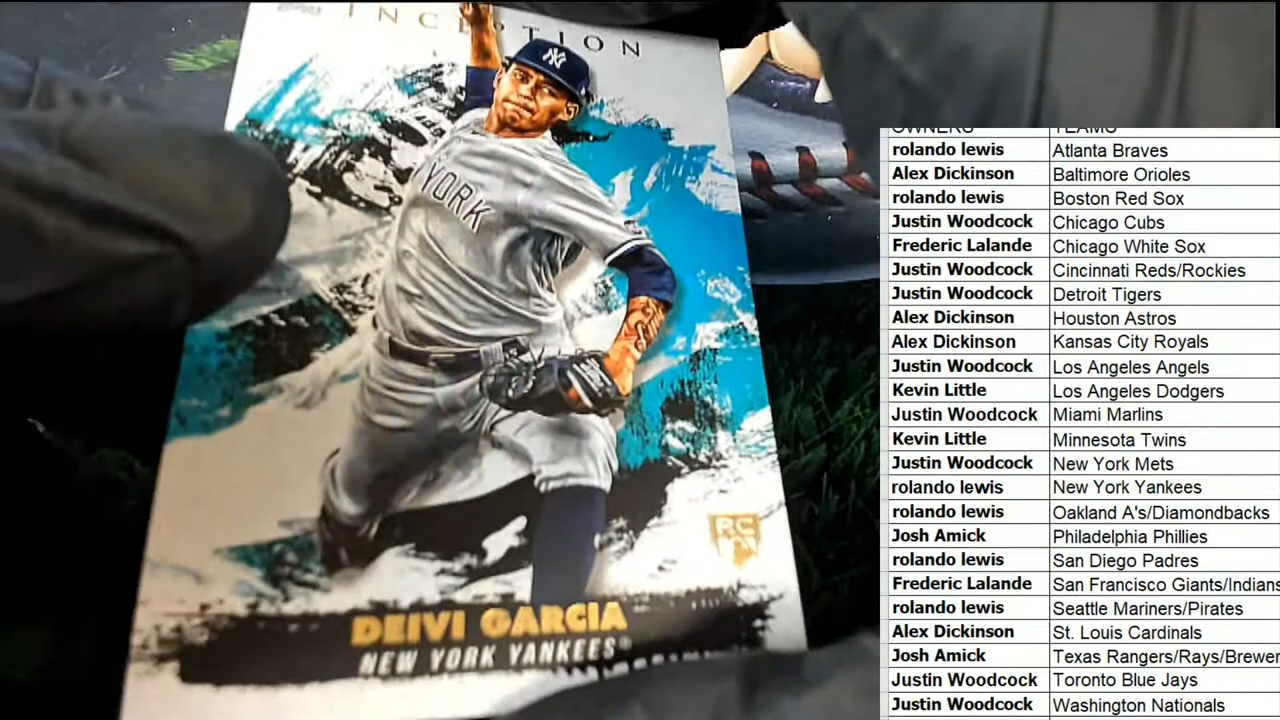 INCEPTION
NY
YORK
RC
DEIVI GARCIA
NEW YORK YANKEES
OWNERS TEAMS
rolando lewis Atlanta Braves
Alex Dickinson Baltimore Orioles
rolando lewis Boston Red Sox
Justin Woodcock Chicago Cubs
Frederic Lalande Chicago White Sox
Justin Woodcock Cincinnati Reds/Rockies
Justin Woodcock Detroit Tigers
Alex Dickinson Houston Astros
Alex Dickinson Kansas City Royals
Justin Woodcock Los Angeles Angels
Kevin Little Los Angeles Dodgers
Justin Woodcock Miami Marlins
Kevin Little Minnesota Twins
Justin Woodcock New York Mets
rolando lewis New York Yankees
rolando lewis Oakland A's/Diamondbacks
Josh Amick Philadelphia Phillies
rolando lewis San Diego Padres
Frederic Lalande San Francisco Giants/Indians
rolando lewis Seattle Mariners/Pirates
Alex Dickinson St. Louis Cardinals
Josh Amick Texas Rangers/Rays/Brewer
Justin Woodcock Toronto Blue Jays
Justin Woodcock Washington Nationals